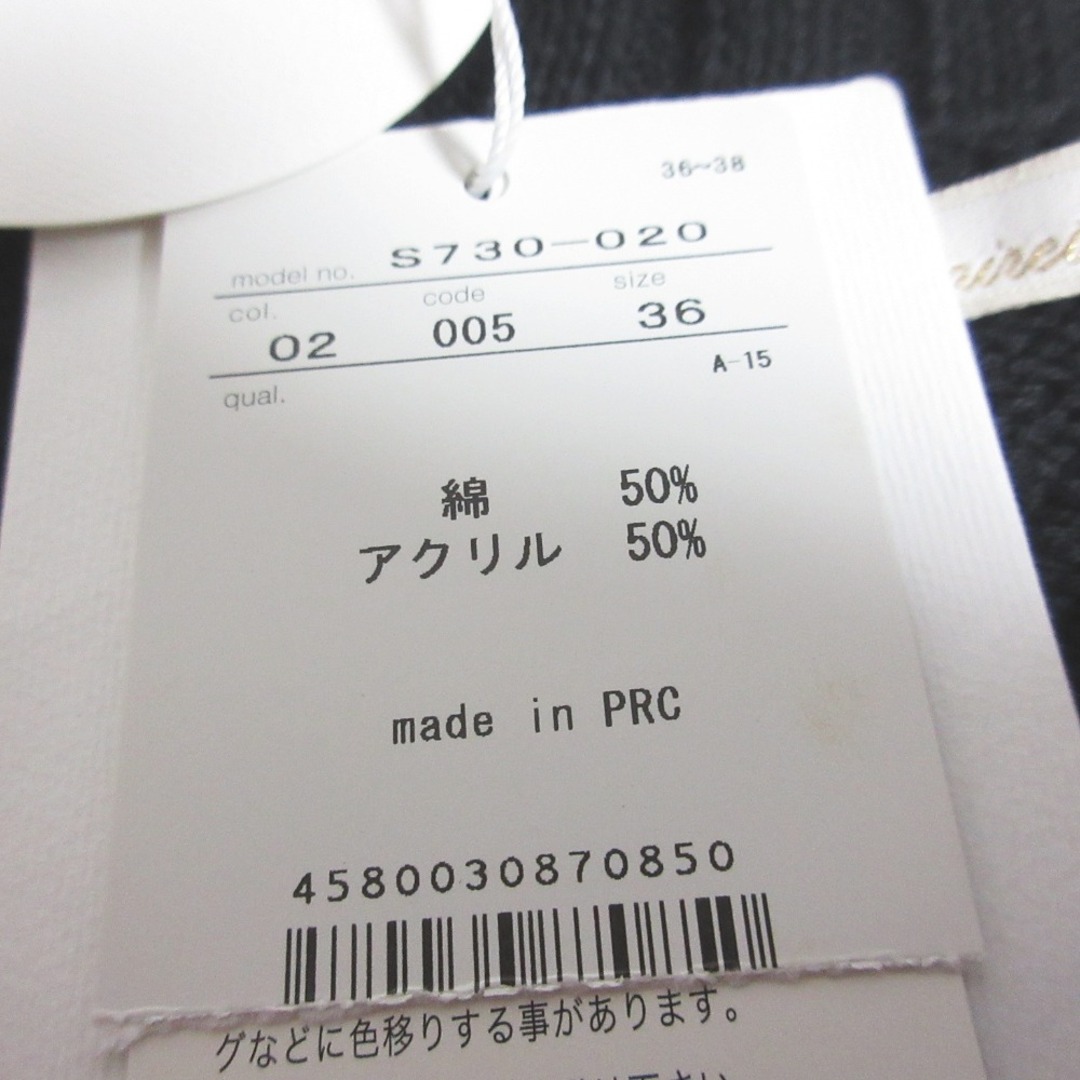 36~38
model no. S730-020
col. code size
02 005 36
A-15
qual.
綿 50%
アクリル 50%
made in PRC
4580030870850
グなどに色移りする事があります。